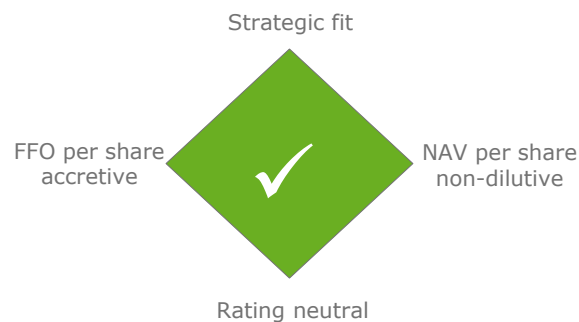 Strategic fit
FFO per share
accretive
NAV per share
non-dilutive
Rating neutral